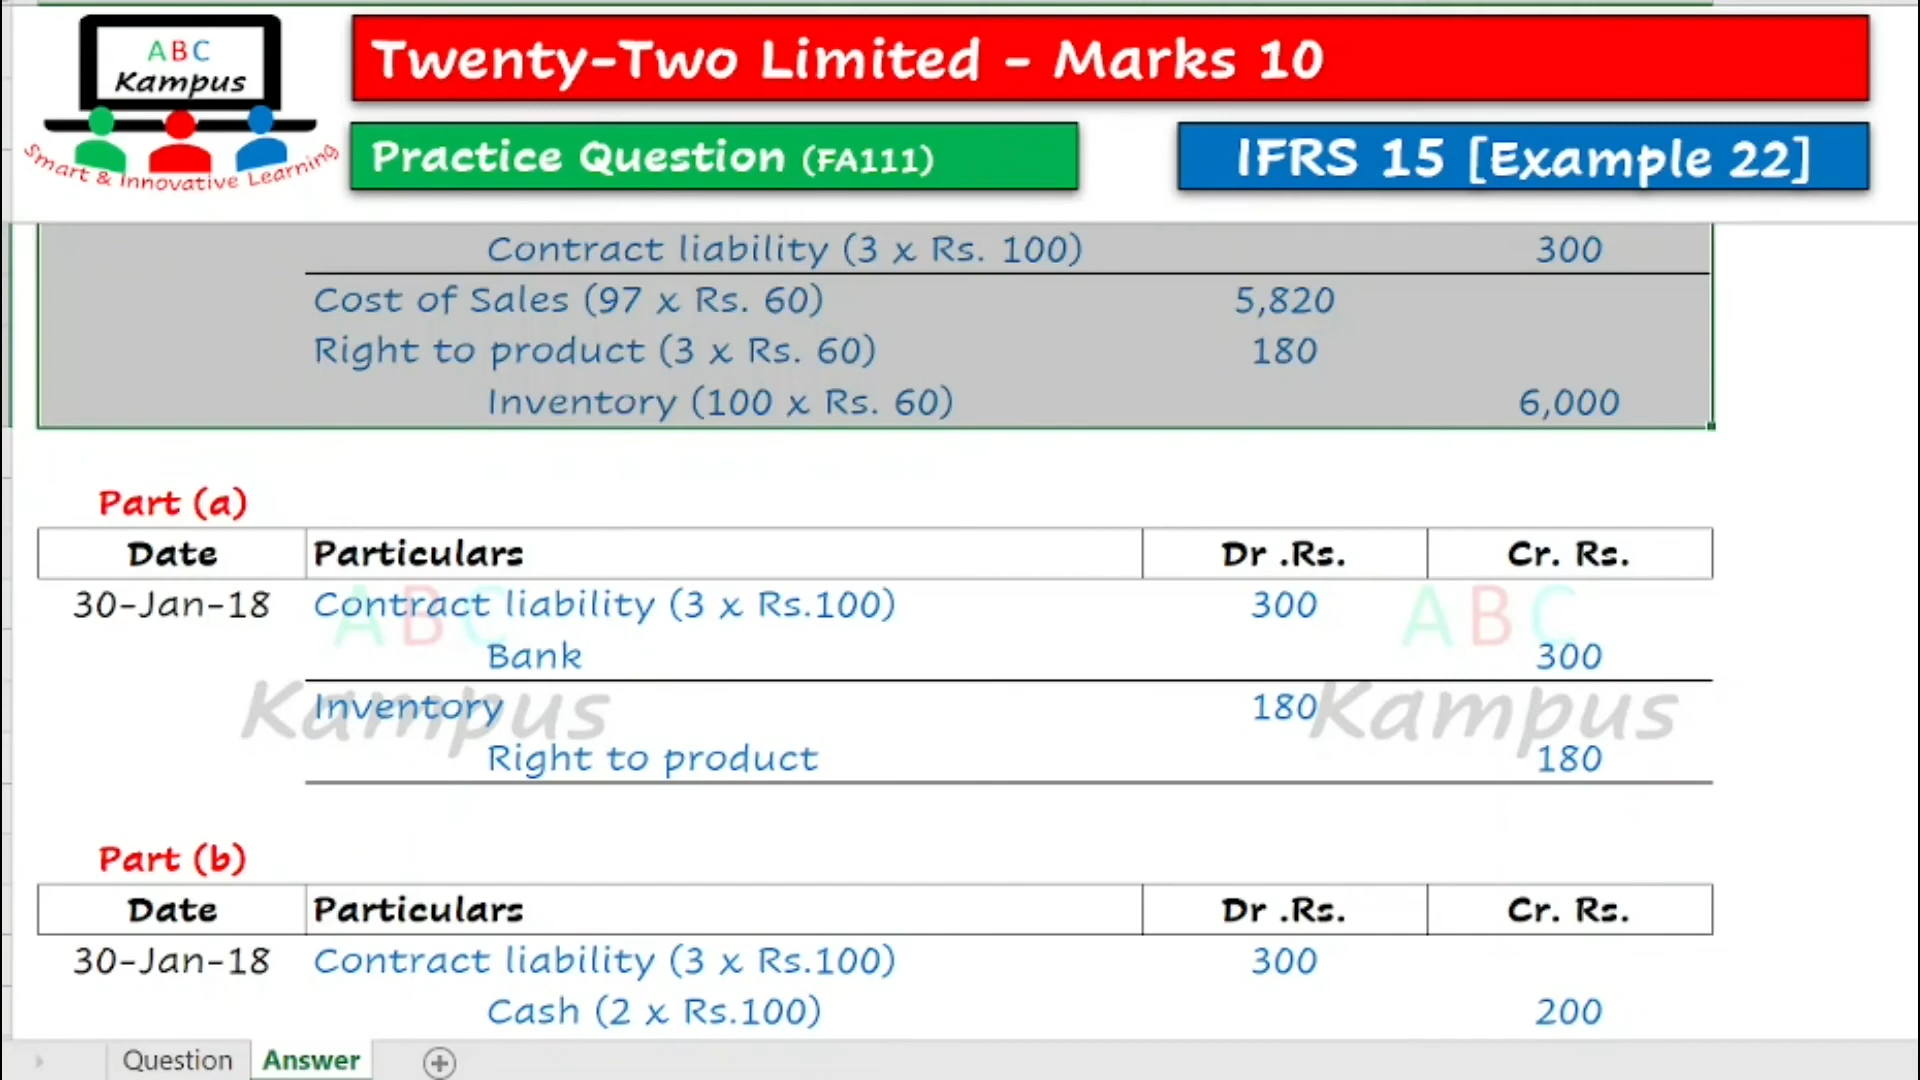 ABC
Kampus
Smart & Innovative Learning
Twenty-Two Limited - Marks 10
Practice Question (FA111)
IFRS 15 [Example 22]
Contract liability (3 x Rs. 100) 300
Cost of Sales (97 x Rs. 60) 5,820
Right to product (3 x Rs. 60) 180
Inventory (100 x Rs. 60) 6,000
Part (a)
Date Particulars Dr .Rs. Cr. Rs.
30-Jan-18 Contract liability (3 x Rs.100) 300
Bank 300
Inventory 180
Right to product 180
ABC Kampus
ABC Kampus
Part (b)
Date Particulars Dr .Rs. Cr. Rs.
30-Jan-18 Contract liability (3 x Rs.100) 300
Cash (2 x Rs.100) 200
Question Answer